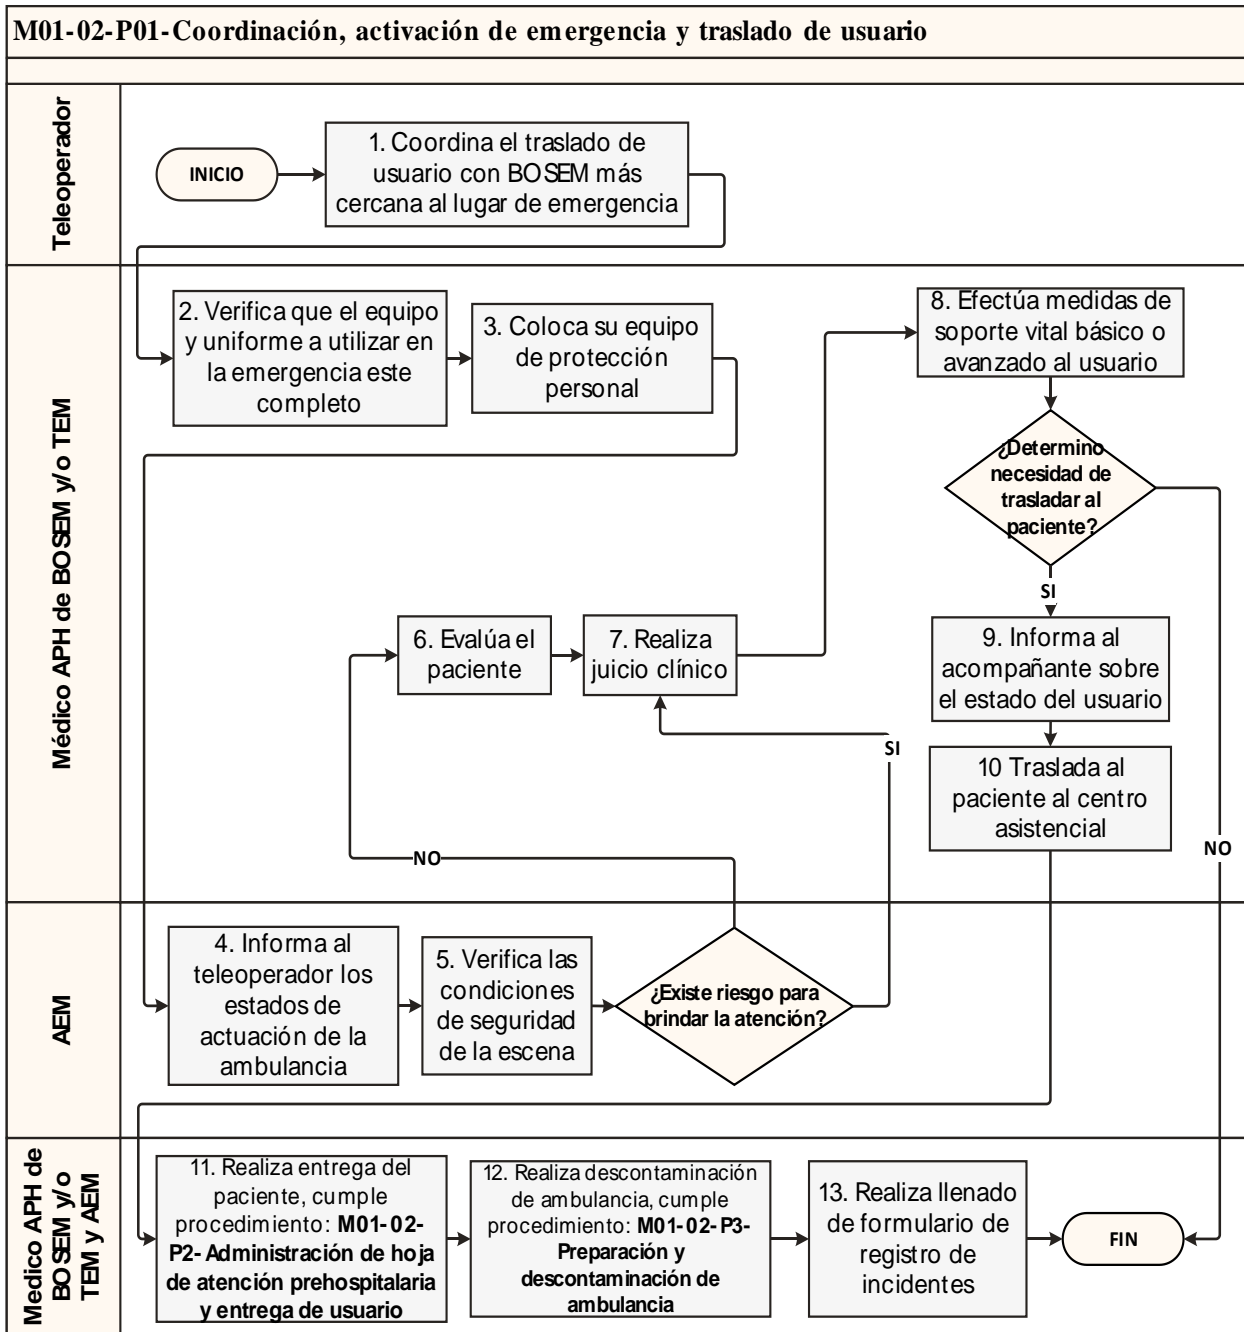 M01-02-P01-Coordinación, activación de emergencia y traslado de usuario
Teleoperador
INICIO
1. Coordina el traslado de
usuario con BOSEM más
cercana al lugar de emergencia
Médico APH de BOSEM y/o TEM
2. Verifica que el equipo
y uniforme a utilizar en
la emergencia este
completo
3. Coloca su equipo
de protección
personal
8. Efectúa medidas de
soporte vital básico o
avanzado al usuario
¿Determino
necesidad de
trasladar al
paciente?
SI
6. Evalúa el
paciente
7. Realiza
juicio clínico
9. Informa al
acompañante sobre
el estado del usuario
SI
10 Traslada al
paciente al centro
asistencial
NO
NO
AEM
4. Informa al
teleoperador los
estados de
actuación de la
ambulancia
5. Verifica las
condiciones
de seguridad
de la escena
¿Existe riesgo para
brindar la atención?
Medico APH de
BOSEM y/o
TEM y AEM
11. Realiza entrega del
paciente, cumple
procedimiento: M01-02-
P2-Administración de hoja
de atención prehospitalaria
y entrega de usuario
12. Realiza descontaminación
de ambulancia, cumple
procedimiento: M01-02-P3-
Preparación y
descontaminación de
ambulancia
13. Realiza llenado
de formulario de
registro de
incidentes
FIN